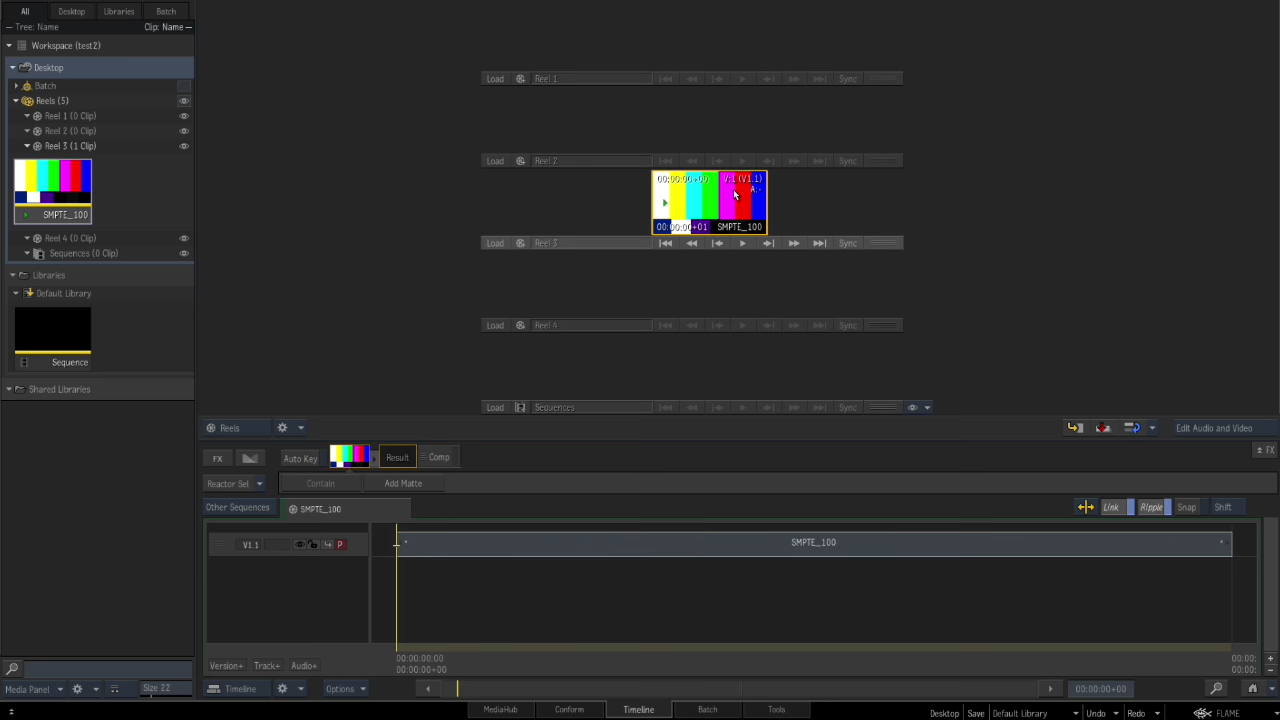 All Desktop Libraries Batch
Tree: Name Clip: Name
Workspace (test2)
Desktop
Batch
Reels (5)
Reel 1 (0 Clip)
Reel 2 (0 Clip)
Reel 3 (1 Clip)
SMPTE_100
Reel 4 (0 Clip)
Sequences (0 Clip)
Libraries
Default Library
Sequence
Shared Libraries
Media Panel Size 22
Load Reel 1 Sync
Load Reel 2 Sync
00:00:00+00 V:1 (V1.1)
A:-
00:00:00+01 SMPTE_100
Load Reel 3 Sync
Load Reel 4 Sync
Load Sequences Sync
Reels Edit Audio and Video
FX Auto Key Result Comp FX
Reactor Sel Contain Add Matte
Other Sequences SMPTE_100 Link Ripple Snap Shift
V1.1 P SMPTE_100
00:00:00:00 00:00:
Version+ Track+ Audio+ 00:00:00+00 00:00:
Timeline Options 00:00:00+00
MediaHub Conform Timeline Batch Tools Desktop Save Default Library Undo Redo FLAME